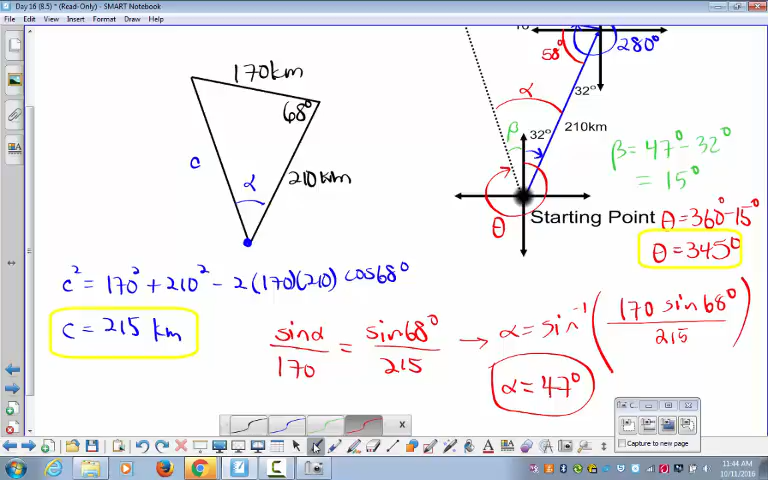 Day 16 (8.5) * (Read-Only) - SMART Notebook
File Edit View Insert Format Tools Draw Help
170km
68°
c
α
210km
c² = 170² + 210² - 2(170)(210) cos68°
c = 215 km
sinα / 170 = sin68° / 215 → α = sin⁻¹ (170 sin68° / 215)
α = 47°
58°
280°
32°
α
β
32°
210km
θ
Starting Point
β = 47° - 32°
= 15°
θ = 360° - 15°
θ = 345°
Capture to new page
11:44 AM
10/11/2016